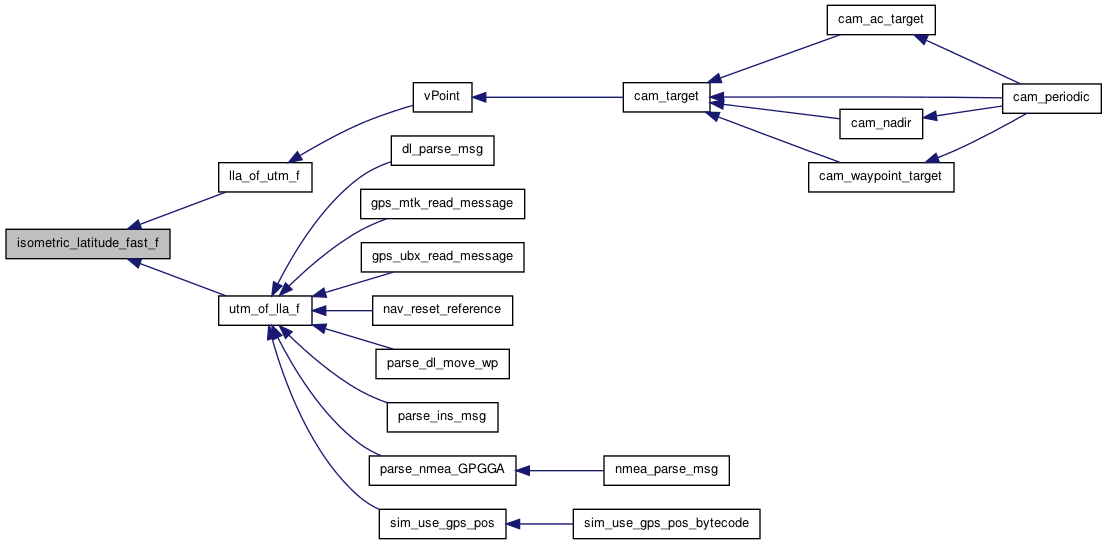 cam_ac_target
vPoint
cam_target
cam_periodic
cam_nadir
dl_parse_msg
lla_of_utm_f
cam_waypoint_target
gps_mtk_read_message
isometric_latitude_fast_f
gps_ubx_read_message
utm_of_lla_f
nav_reset_reference
parse_dl_move_wp
parse_ins_msg
parse_nmea_GPGGA
nmea_parse_msg
sim_use_gps_pos
sim_use_gps_pos_bytecode